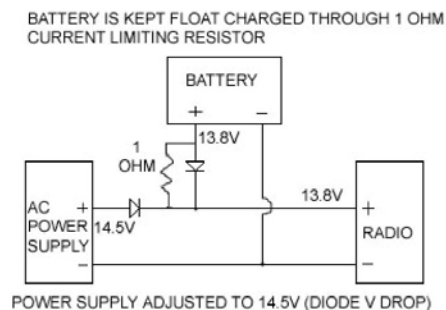 BATTERY IS KEPT FLOAT CHARGED THROUGH 1 OHM
CURRENT LIMITING RESISTOR
BATTERY
+ −
13.8V
1
OHM
13.8V
AC +
POWER 14.5V
SUPPLY
−
+
RADIO
−
POWER SUPPLY ADJUSTED TO 14.5V (DIODE V DROP)